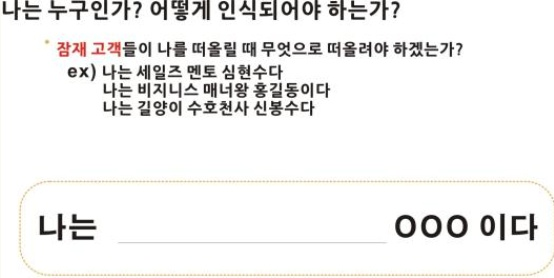 나는 누구인가? 어떻게 인식되어야 하는가?
잠재 고객들이 나를 떠올릴 때 무엇으로 떠올려야 하겠는가?
ex) 나는 세일즈 멘토 심현수다
나는 비지니스 매너왕 홍길동이다
나는 길양이 수호천사 신봉수다
나는 ____________________ OOO 이다